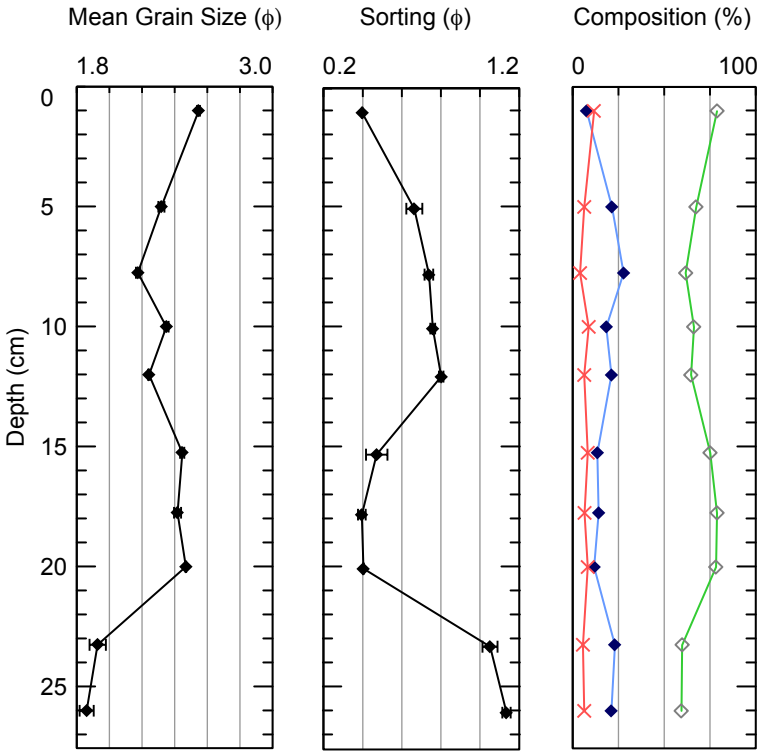 Mean Grain Size (ϕ) Sorting (ϕ) Composition (%)
1.8 3.0 0.2 1.2 0 100
0
5
10
15
20
25
Depth (cm)